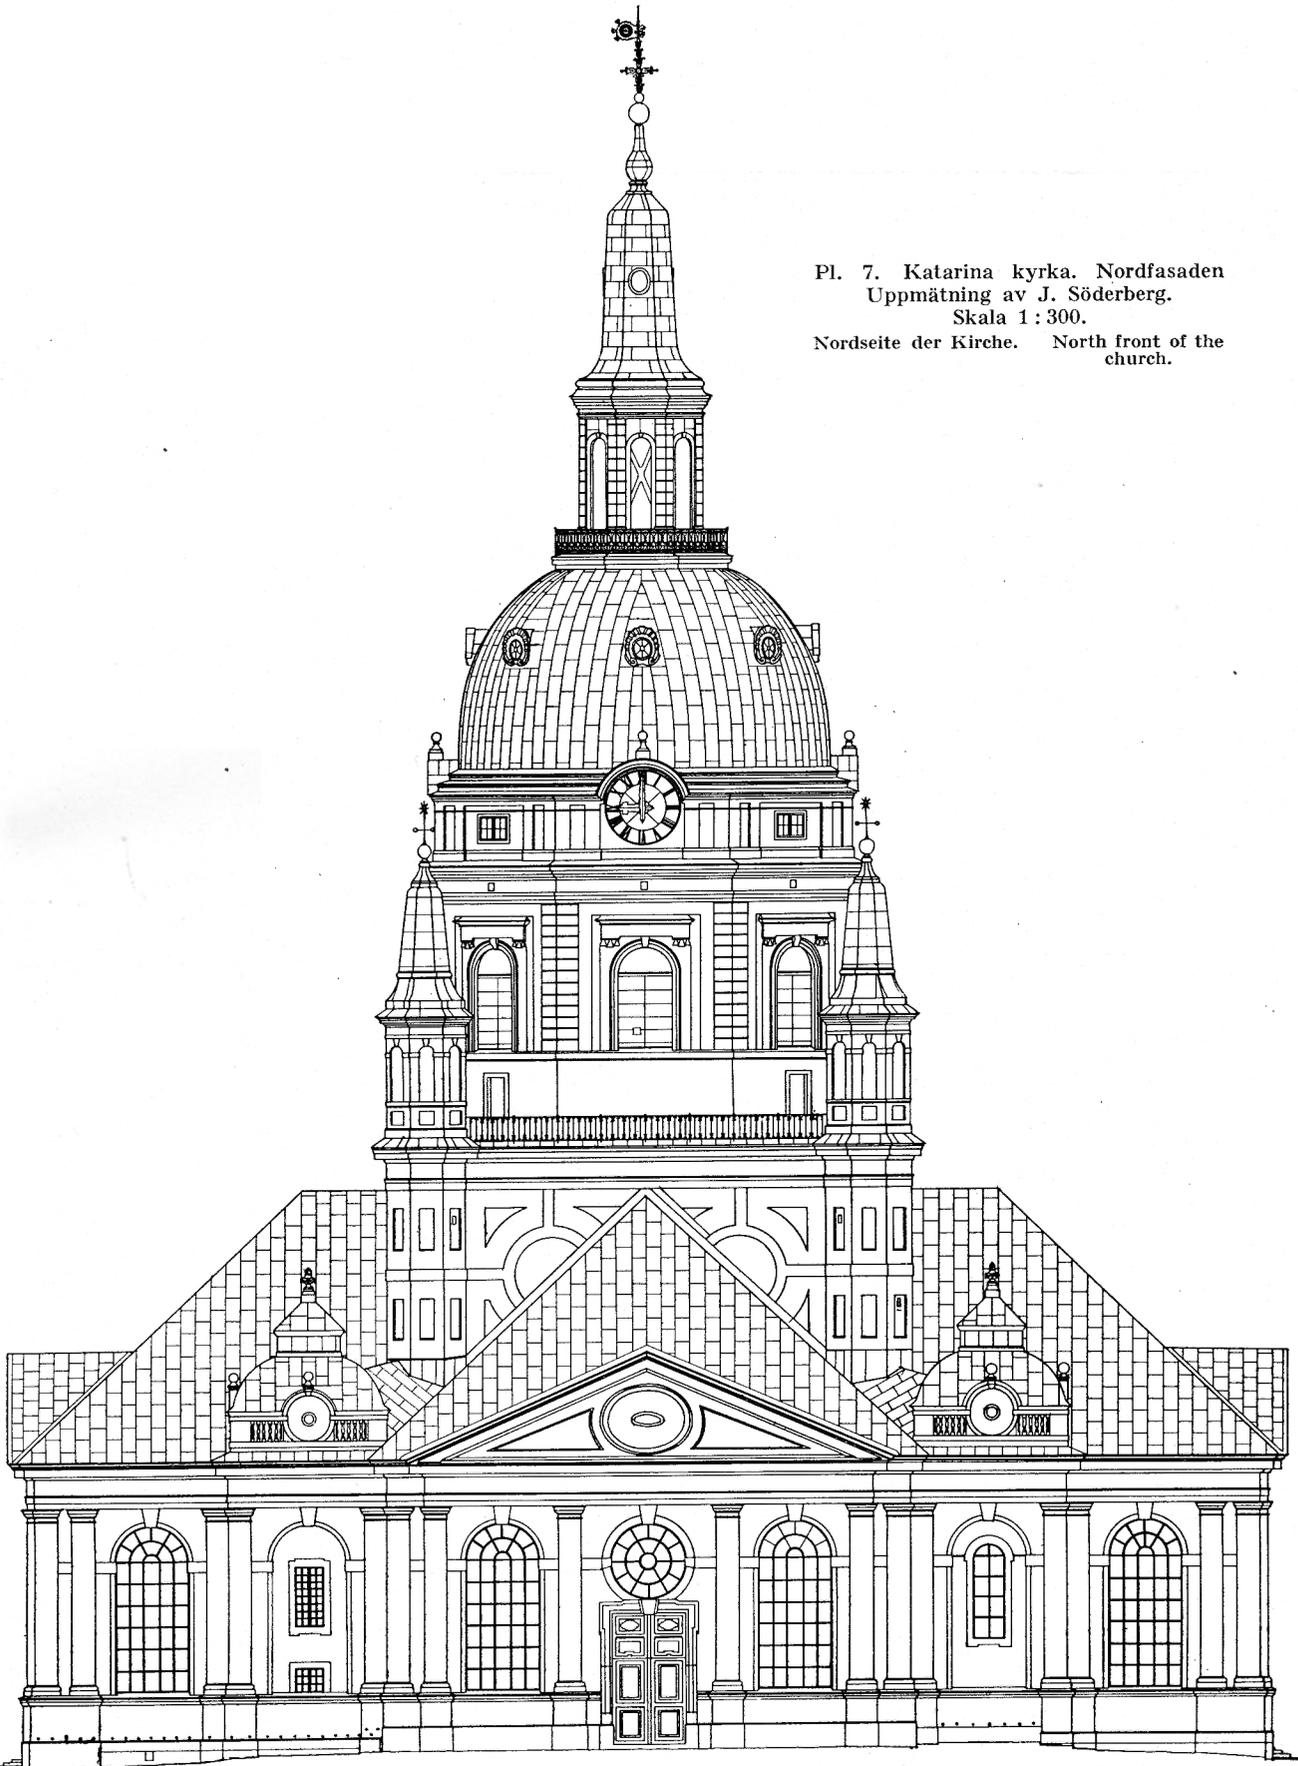 Pl. 7. Katarina kyrka. Nordfasaden
Uppmätning av J. Söderberg.
Skala 1 : 300.
Nordseite der Kirche. North front of the
church.